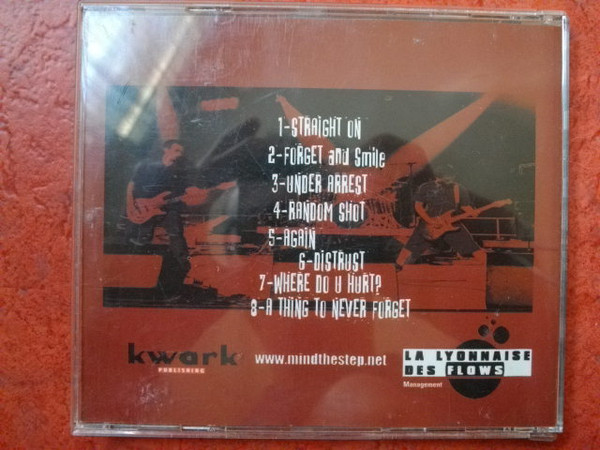 1-STRAIGHT ON
2-FORGET and Smile
3-UNDER ARREST
4-RANDOM SHOT
5-AGAIN
6-DISTRUST
7-WHERE DO U HURT?
8-A THING TO NEVER FORGET
kwark
PUBLISHING
www.mindthestep.net
LA LYONNAISE
DES FLOWS
Management